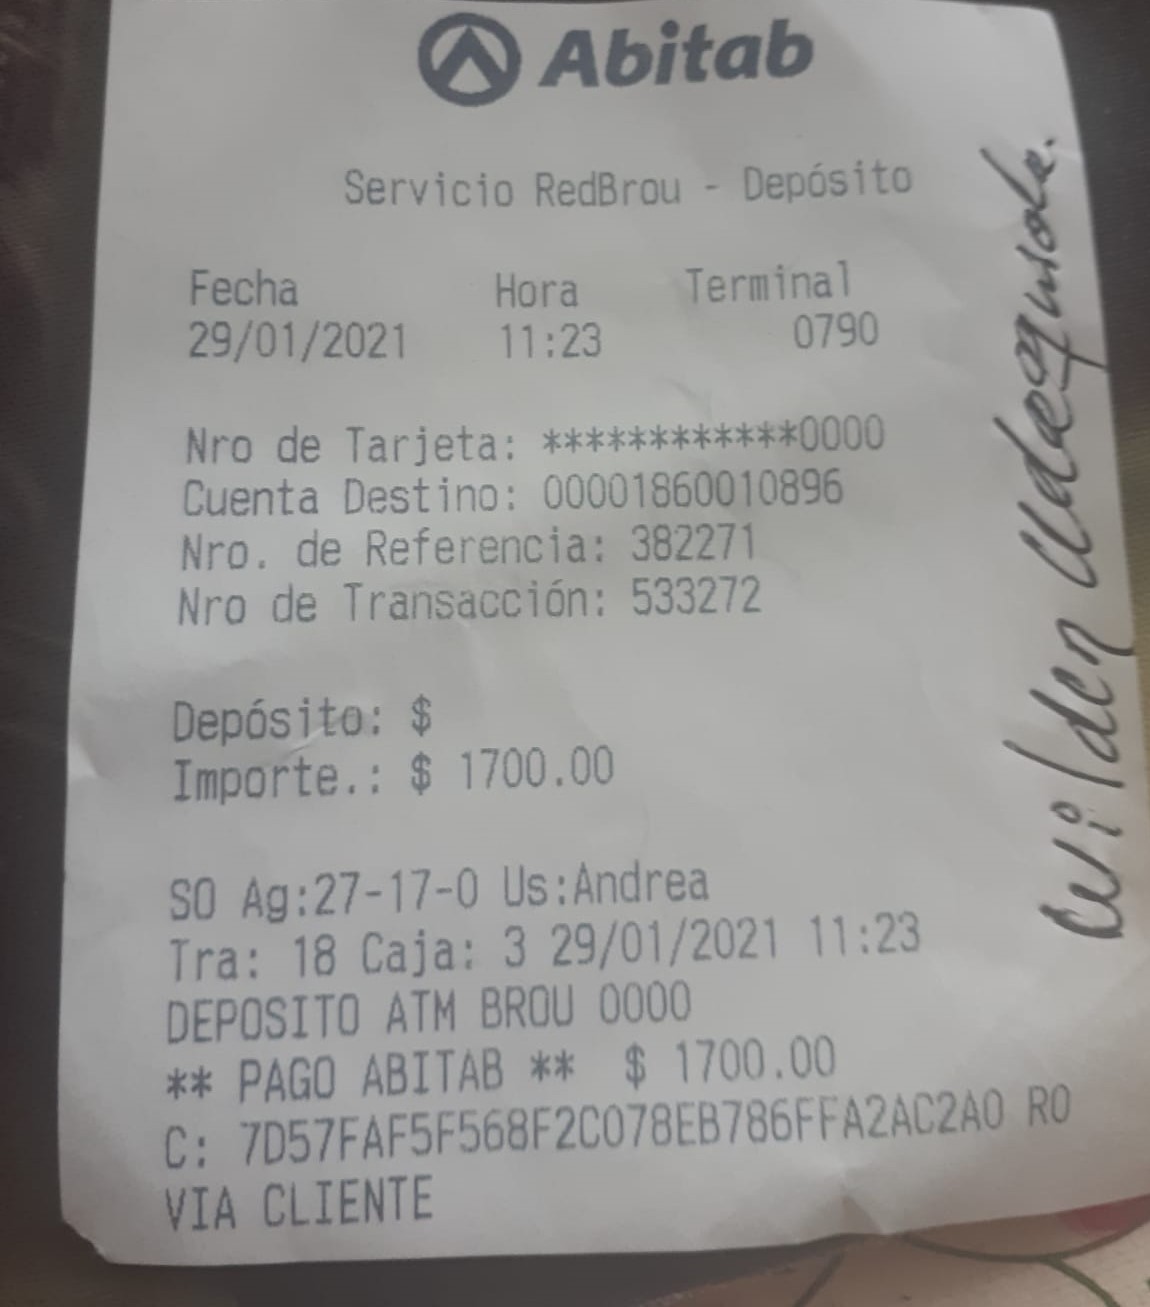 Abitab
Servicio RedBrou - Depósito
Fecha Hora Terminal
29/01/2021 11:23 0790
Nro de Tarjeta: ************0000
Cuenta Destino: 00001860010896
Nro. de Referencia: 382271
Nro de Transacción: 533272
Depósito: $
Importe.: $ 1700.00
SO Ag:27-17-0 Us:Andrea
Tra: 18 Caja: 3 29/01/2021 11:23
DEPOSITO ATM BROU 0000
** PAGO ABITAB ** $ 1700.00
C: 7D57FAF5F568F2C078EB786FFA2AC2A0 RO
VIA CLIENTE